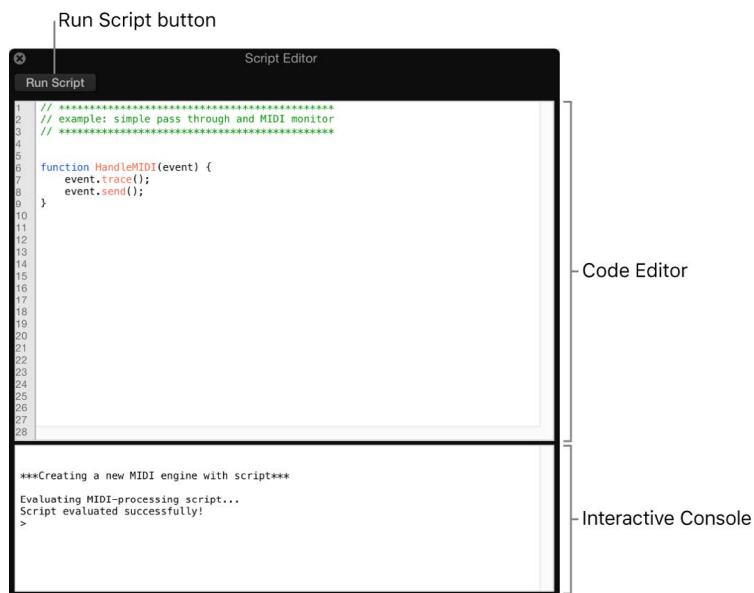 Run Script button
Script Editor
Run Script
1 // *********************************************
2 // example: simple pass through and MIDI monitor
3 // *********************************************
4
5
6 function HandleMIDI(event) {
7     event.trace();
8     event.send();
9 }
10
11
12
13
14
15
16
17
18
19
20
21
22
23
24
25
26
27
28
Code Editor
***Creating a new MIDI engine with script***
Evaluating MIDI-processing script...
Script evaluated successfully!
>
Interactive Console